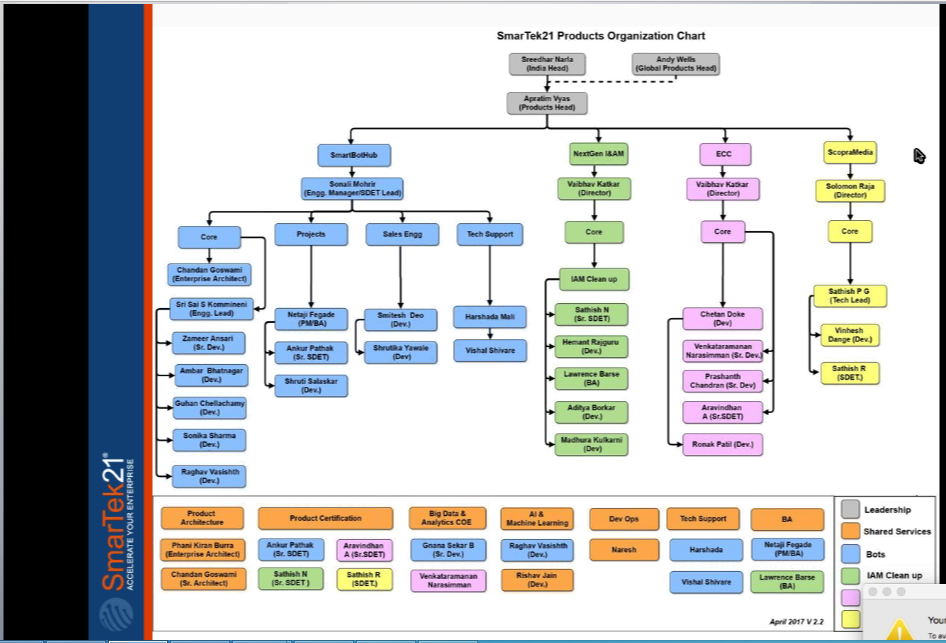 SmarTek21 Products Organization Chart
Sreedhar Narla
(India Head)
Andy Wells
(Global Products Head)
Apratim Vyas
(Products Head)
SmartBotHub
NextGen I&AM
ECC
ScopraMedia
Sonali Mohrir
(Engg. Manager/SDET Lead)
Vaibhav Katkar
(Director)
Vaibhav Katkar
(Director)
Solomon Raja
(Director)
Core
Projects
Sales Engg
Tech Support
Core
Core
Core
Chandan Goswami
(Enterprise Architect)
IAM Clean up
Sri Sai S Kommineni
(Engg. Lead)
Netaji Fegade
(PM/BA)
Smitesh Deo
(Dev.)
Harshada Mali
Sathish N
(Sr. SDET)
Chetan Doke
(Dev)
Sathish P G
(Tech Lead)
Zameer Ansari
(Sr. Dev.)
Ankur Pathak
(Sr. SDET)
Shrutika Yawale
(Dev)
Vishal Shivare
Hemant Rajguru
(Dev.)
Venkataramanan
Narasimman (Sr. Dev.)
Vinhesh
Dange (Dev.)
Ambar Bhatnagar
(Dev.)
Shruti Salaskar
(Dev.)
Lawrence Barse
(BA)
Prashanth
Chandran (Sr. Dev)
Sathish R
(SDET.)
Guhan Chellachamy
(Dev.)
Aditya Borkar
(Dev.)
Aravindhan
A (Sr.SDET)
Sonika Sharma
(Dev.)
Madhura Kulkarni
(Dev)
Ronak Patil (Dev.)
Raghav Vasishth
(Dev.)
SmarTek21
ACCELERATE YOUR ENTERPRISE
Product
Architecture
Product Certification
Big Data &
Analytics COE
AI &
Machine Learning
Dev Ops
Tech Support
BA
Phani Kiran Burra
(Enterprise Architect)
Ankur Pathak
(Sr. SDET)
Aravindhan
A (Sr.SDET)
Gnana Sekar B
(Sr. Dev.)
Raghav Vasishth
(Dev.)
Naresh
Harshada
Netaji Fegade
(PM/BA)
Chandan Goswami
(Sr. Architect)
Sathish N
(Sr. SDET )
Sathish R
(SDET.)
Venkataramanan
Narasimman
Rishav Jain
(Dev.)
Vishal Shivare
Lawrence Barse
(BA)
Leadership
Shared Services
Bots
IAM Clean up
April 2017 V 2.2
You
To av